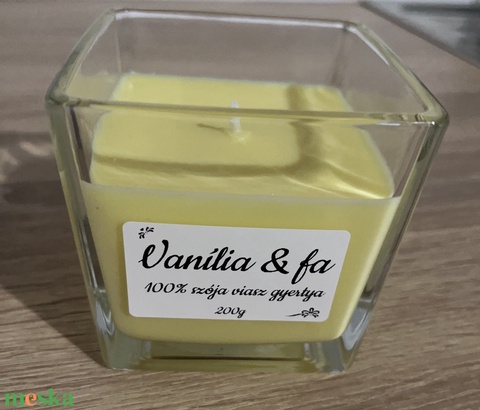 Vanília & fa
100% szója viasz gyertya
200g
meska